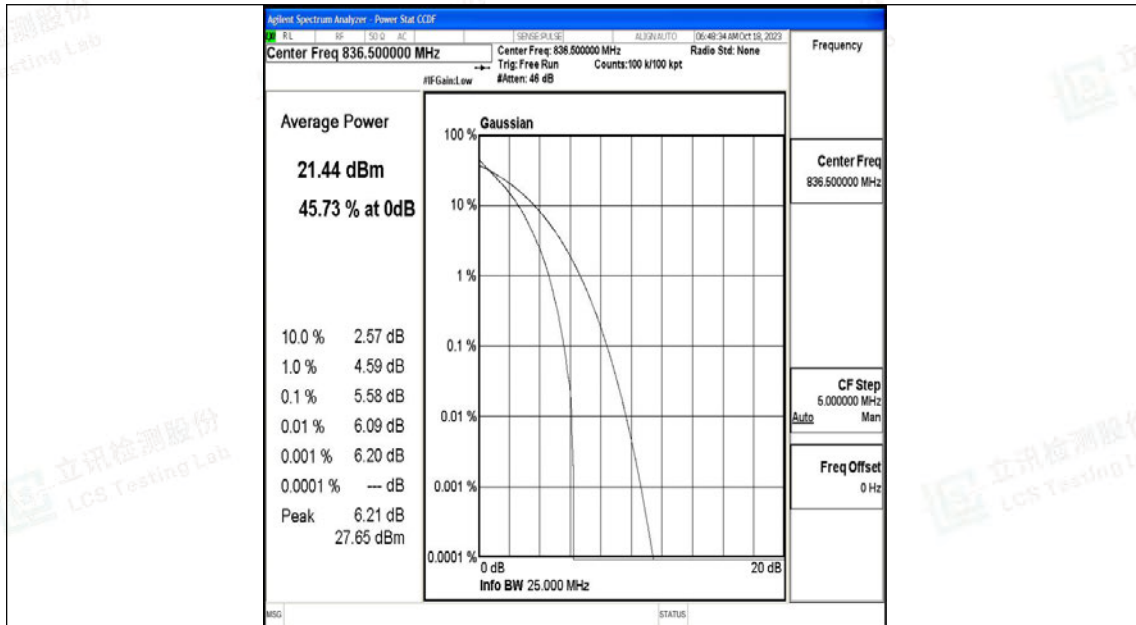 Agilent Spectrum Analyzer - Power Stat CCDF
RL RF 50 Ω AC SENSE:PULSE ALIGNAUTO 06:48:34 AM Oct 18, 2023
Center Freq 836.500000 MHz
Center Freq: 836.500000 MHz Radio Std: None
Trig: Free Run Counts:100 k/100 kpt
#IFGain:Low #Atten: 46 dB
Frequency
Average Power
21.44 dBm
45.73 % at 0dB
10.0 % 2.57 dB
1.0 % 4.59 dB
0.1 % 5.58 dB
0.01 % 6.09 dB
0.001 % 6.20 dB
0.0001 % --- dB
Peak 6.21 dB
27.65 dBm
Gaussian
100 %
10 %
1 %
0.1 %
0.01 %
0.001 %
0.0001 %
0 dB 20 dB
Info BW 25.000 MHz
Center Freq
836.500000 MHz
CF Step
5.000000 MHz
Auto Man
Freq Offset
0 Hz
MSG STATUS
立讯检测股份
LCS Testing Lab
立讯检测股份
LCS Testing L